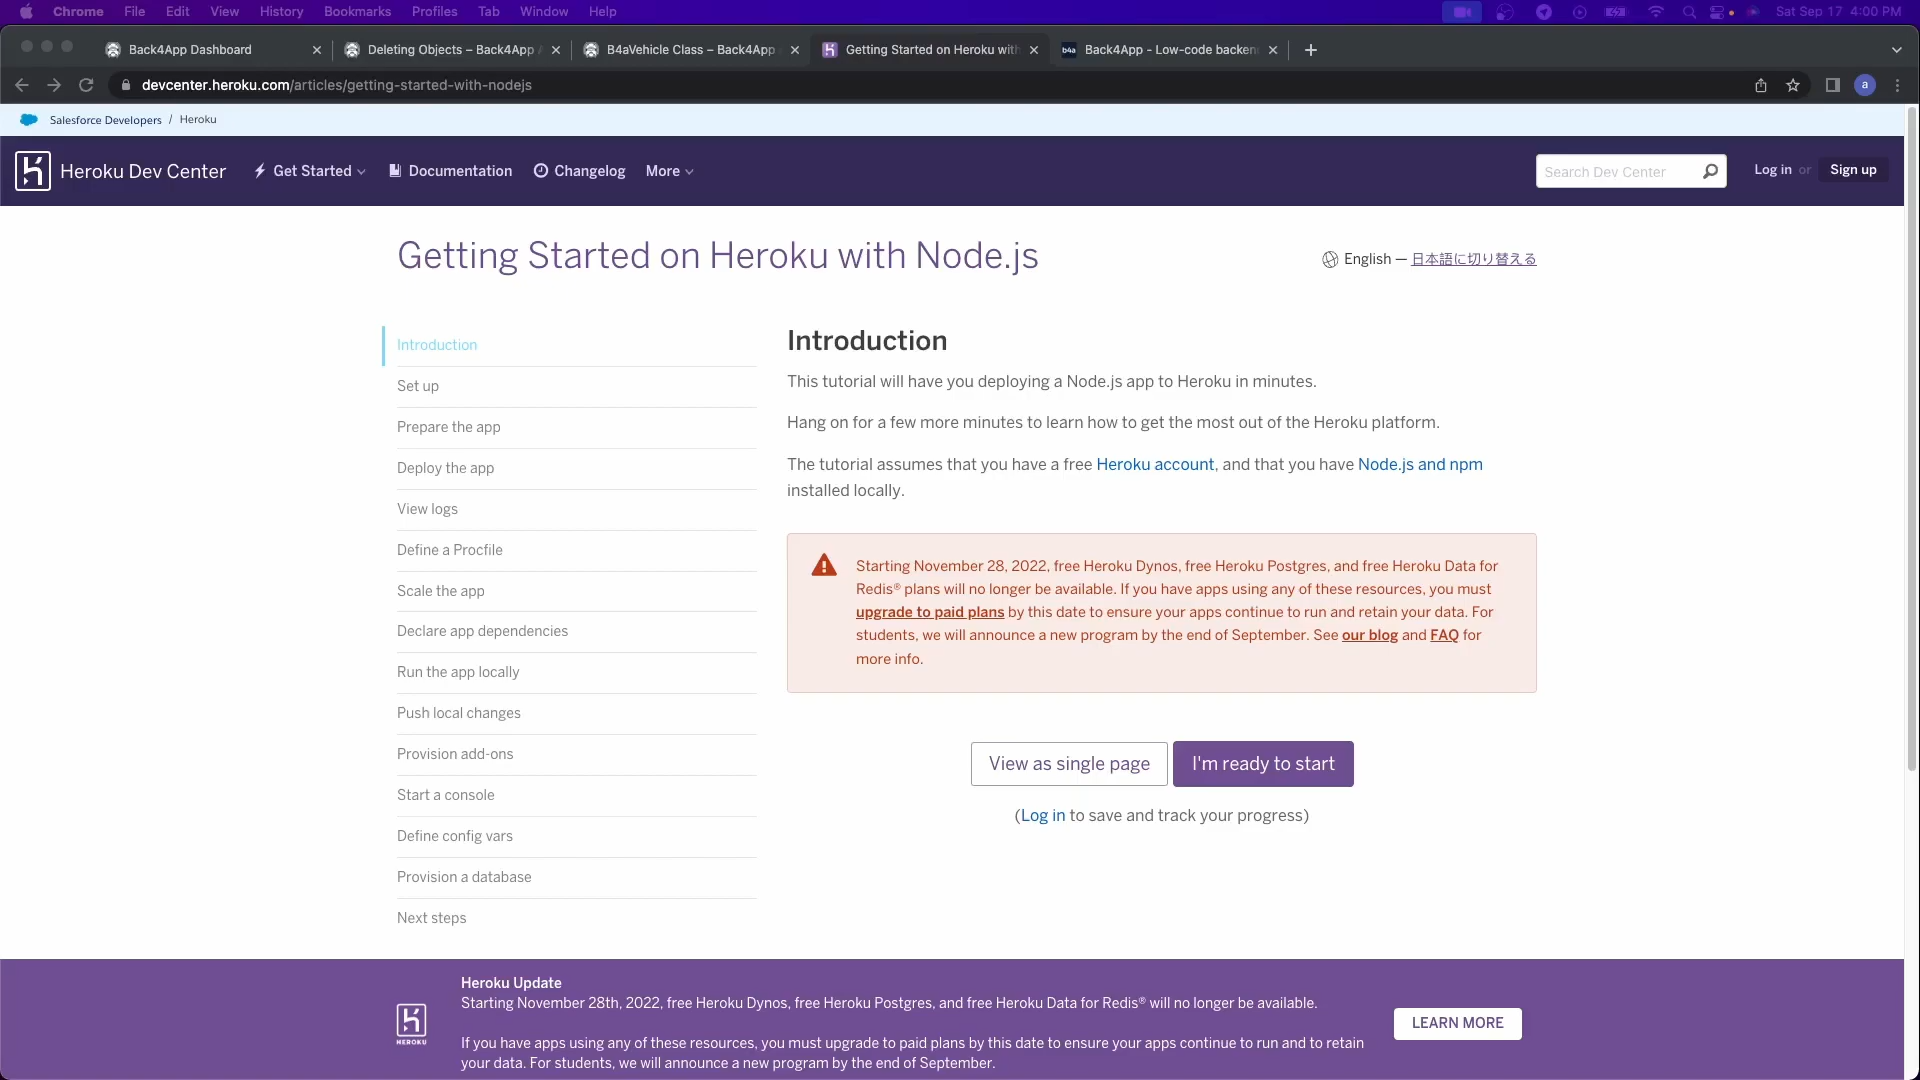 Chrome File Edit View History Bookmarks Profiles Tab Window Help Sat Sep 17 4:00 PM
Back4App Dashboard Deleting Objects – Back4App B4aVehicle Class – Back4App Getting Started on Heroku with b4a Back4App - Low-code backen
devcenter.heroku.com/articles/getting-started-with-nodejs a
Salesforce Developers / Heroku
Heroku Dev Center Get Started Documentation Changelog More Search Dev Center Log in or Sign up
Getting Started on Heroku with Node.js
English — 日本語に切り替える
Introduction
Set up
Prepare the app
Deploy the app
View logs
Define a Procfile
Scale the app
Declare app dependencies
Run the app locally
Push local changes
Provision add-ons
Start a console
Define config vars
Provision a database
Next steps
Introduction
This tutorial will have you deploying a Node.js app to Heroku in minutes.
Hang on for a few more minutes to learn how to get the most out of the Heroku platform.
The tutorial assumes that you have a free Heroku account, and that you have Node.js and npm
installed locally.
Starting November 28, 2022, free Heroku Dynos, free Heroku Postgres, and free Heroku Data for
Redis® plans will no longer be available. If you have apps using any of these resources, you must
upgrade to paid plans by this date to ensure your apps continue to run and retain your data. For
students, we will announce a new program by the end of September. See our blog and FAQ for
more info.
View as single page I'm ready to start
(Log in to save and track your progress)
HEROKU
Heroku Update
Starting November 28th, 2022, free Heroku Dynos, free Heroku Postgres, and free Heroku Data for Redis® will no longer be available.
If you have apps using any of these resources, you must upgrade to paid plans by this date to ensure your apps continue to run and to retain
your data. For students, we will announce a new program by the end of September.
LEARN MORE